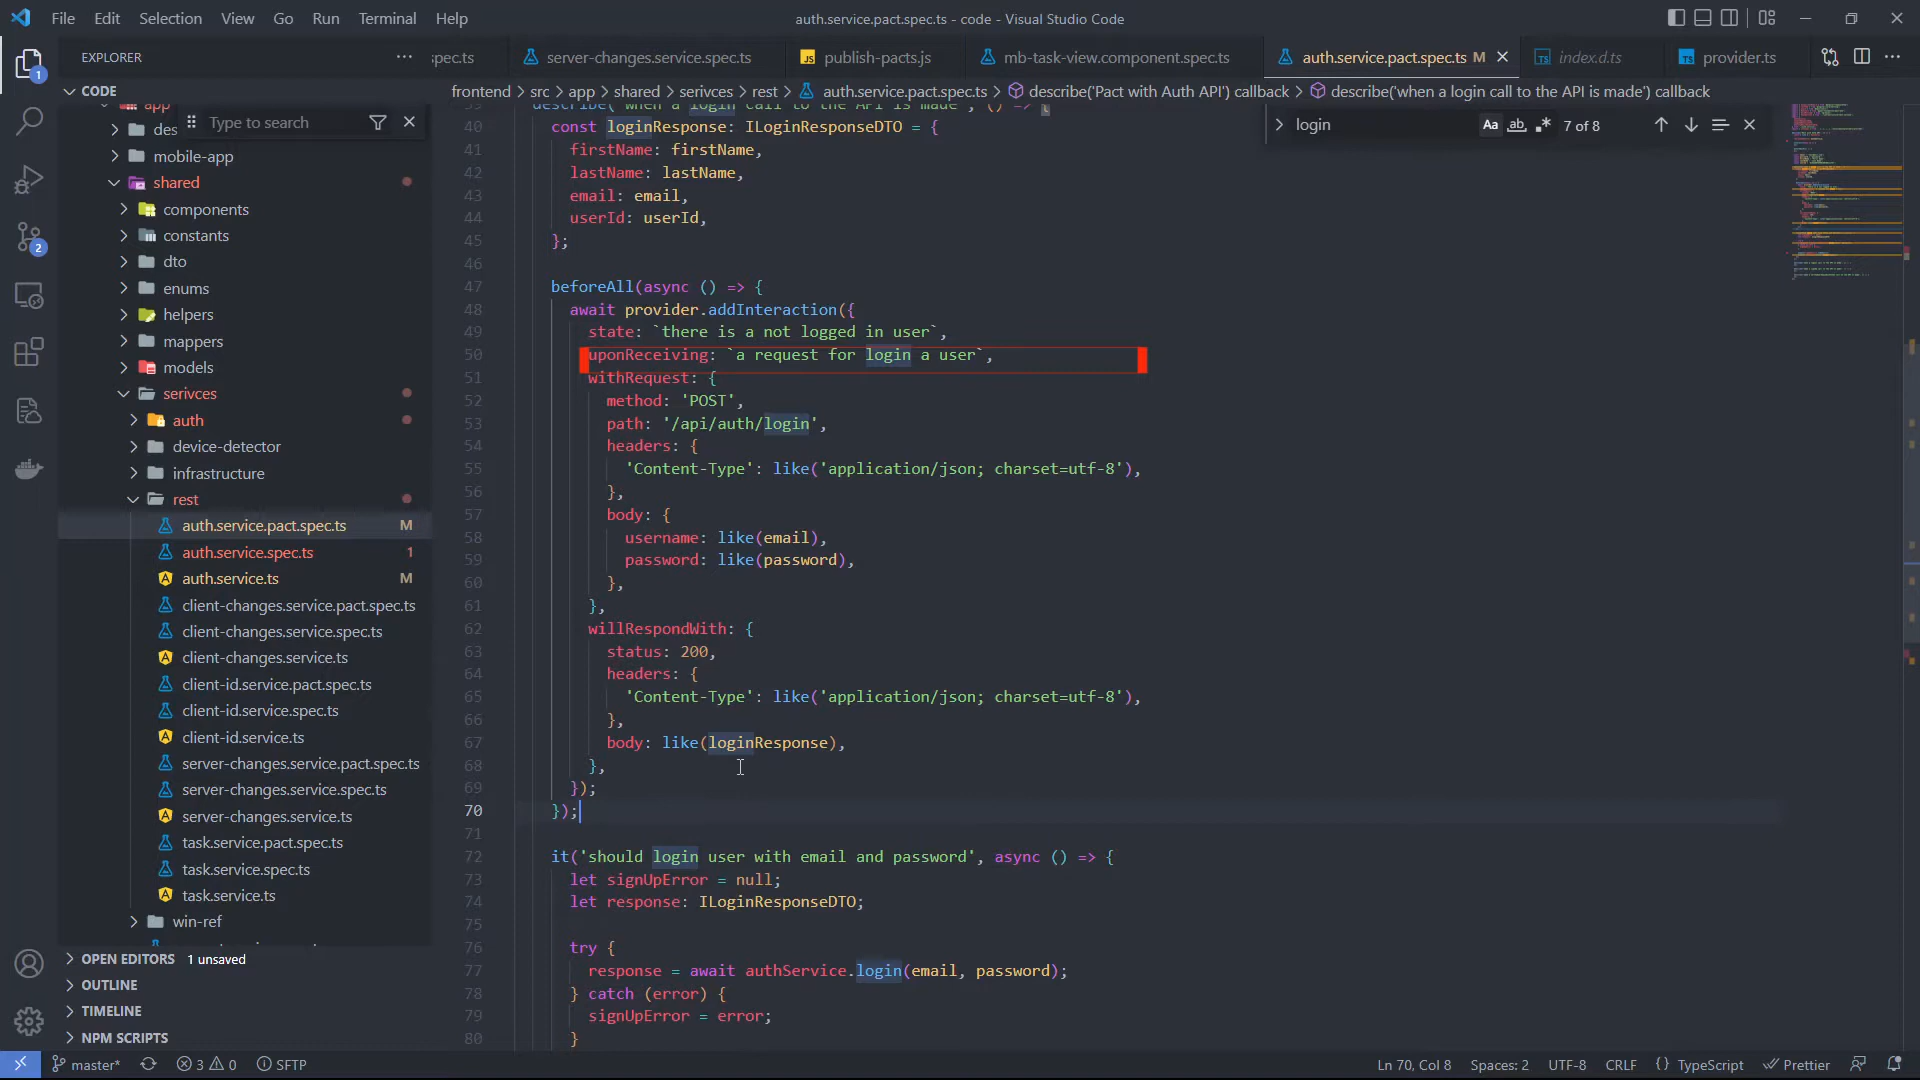 File Edit Selection View Go Run Terminal Help
auth.service.pact.spec.ts - code - Visual Studio Code
EXPLORER
spec.ts
server-changes.service.spec.ts
publish-pacts.js
mb-task-view.component.spec.ts
auth.service.pact.spec.ts M
index.d.ts
provider.ts
CODE
frontend > src > app > shared > serivces > rest > auth.service.pact.spec.ts > describe('Pact with Auth API') callback > describe('when a login call to the API is made') callback
Type to search
login
Aa
ab
7 of 8
app
des
mobile-app
shared
components
constants
dto
enums
helpers
mappers
models
serivces
auth
device-detector
infrastructure
rest
auth.service.pact.spec.ts M
auth.service.spec.ts 1
auth.service.ts M
client-changes.service.pact.spec.ts
client-changes.service.spec.ts
client-changes.service.ts
client-id.service.pact.spec.ts
client-id.service.spec.ts
client-id.service.ts
server-changes.service.pact.spec.ts
server-changes.service.spec.ts
server-changes.service.ts
task.service.pact.spec.ts
task.service.spec.ts
task.service.ts
win-ref
OPEN EDITORS 1 unsaved
OUTLINE
TIMELINE
NPM SCRIPTS
39 describe('when a login call to the API is made', () => {
40 const loginResponse: ILoginResponseDTO = {
41 firstName: firstName,
42 lastName: lastName,
43 email: email,
44 userId: userId,
45 };
46
47 beforeAll(async () => {
48 await provider.addInteraction({
49 state: `there is a not logged in user`,
50 uponReceiving: `a request for login a user`,
51 withRequest: {
52 method: 'POST',
53 path: '/api/auth/login',
54 headers: {
55 'Content-Type': like('application/json; charset=utf-8'),
56 },
57 body: {
58 username: like(email),
59 password: like(password),
60 },
61 },
62 willRespondWith: {
63 status: 200,
64 headers: {
65 'Content-Type': like('application/json; charset=utf-8'),
66 },
67 body: like(loginResponse),
68 },
69 });
70 });
71
72 it('should login user with email and password', async () => {
73 let signUpError = null;
74 let response: ILoginResponseDTO;
75
76 try {
77 response = await authService.login(email, password);
78 } catch (error) {
79 signUpError = error;
80 }
1
2
master* 3 0 SFTP
Ln 70, Col 8 Spaces: 2 UTF-8 CRLF {} TypeScript Prettier